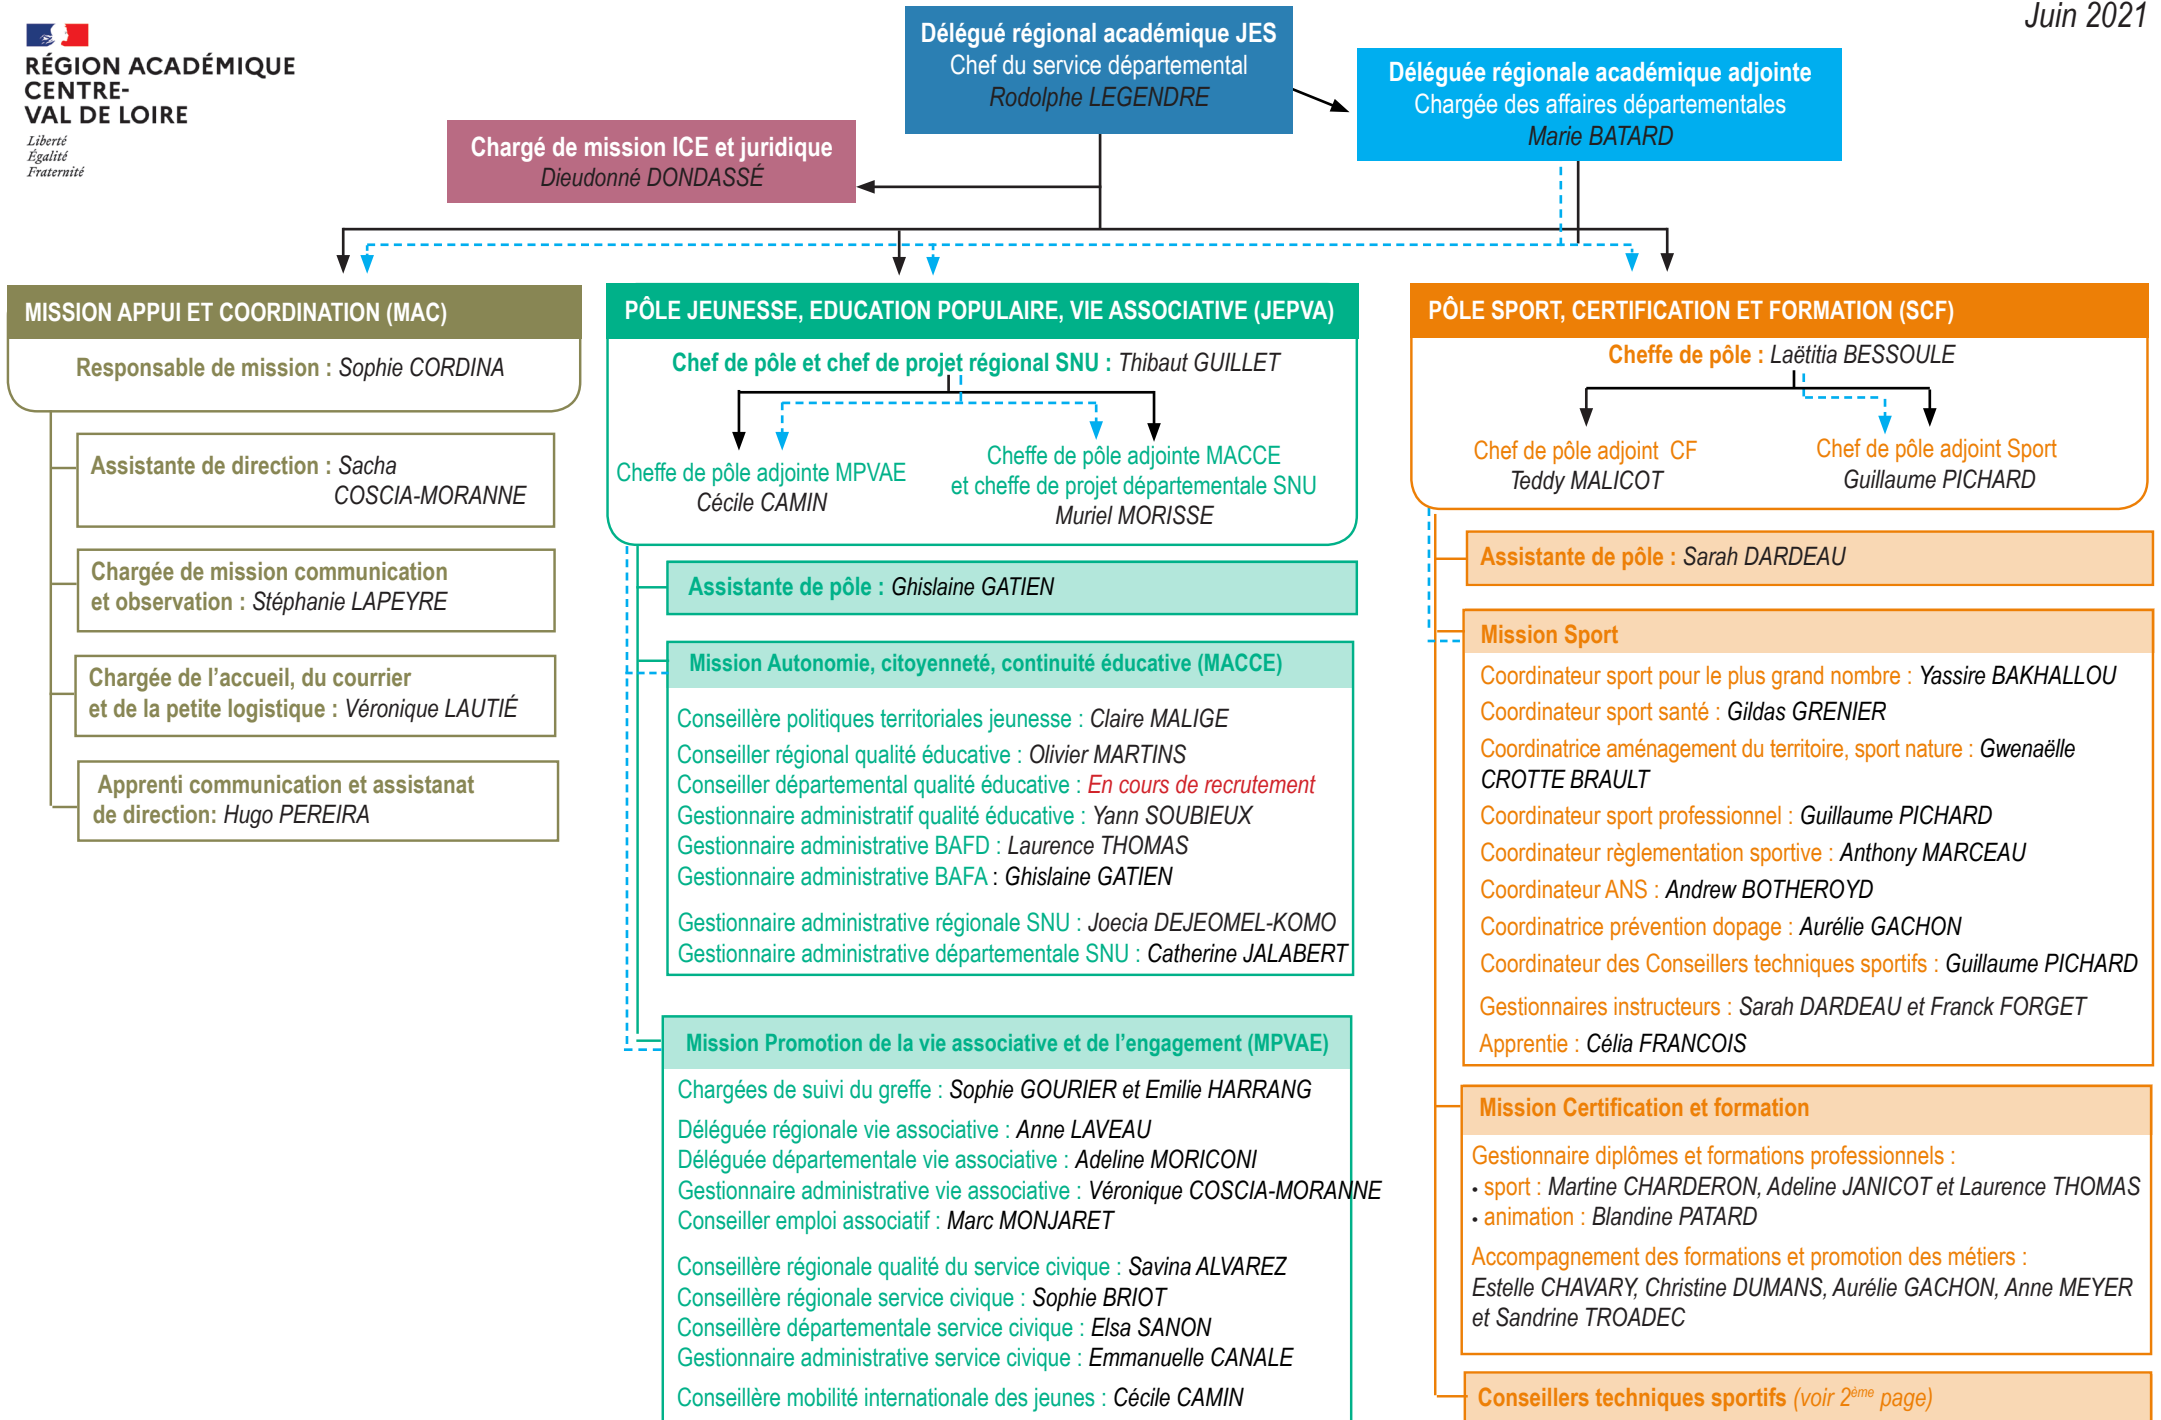 Juin 2021
RÉGION ACADÉMIQUE
CENTRE-
VAL DE LOIRE
Liberté
Égalité
Fraternité
Délégué régional académique JES
Chef du service départemental
Rodolphe LEGENDRE
Déléguée régionale académique adjointe
Chargée des affaires départementales
Marie BATARD
Chargé de mission ICE et juridique
Dieudonné DONDASSÉ
MISSION APPUI ET COORDINATION (MAC)
Responsable de mission : Sophie CORDINA
Assistante de direction : Sacha
COSCIA-MORANNE
Chargée de mission communication
et observation : Stéphanie LAPEYRE
Chargée de l’accueil, du courrier
et de la petite logistique : Véronique LAUTIÉ
Apprenti communication et assistanat
de direction: Hugo PEREIRA
PÔLE JEUNESSE, EDUCATION POPULAIRE, VIE ASSOCIATIVE (JEPVA)
Chef de pôle et chef de projet régional SNU : Thibaut GUILLET
Cheffe de pôle adjointe MPVAE
Cécile CAMIN
Cheffe de pôle adjointe MACCE
et cheffe de projet départementale SNU
Muriel MORISSE
Assistante de pôle : Ghislaine GATIEN
Mission Autonomie, citoyenneté, continuité éducative (MACCE)
Conseillère politiques territoriales jeunesse : Claire MALIGE
Conseiller régional qualité éducative : Olivier MARTINS
Conseiller départemental qualité éducative : En cours de recrutement
Gestionnaire administratif qualité éducative : Yann SOUBIEUX
Gestionnaire administrative BAFD : Laurence THOMAS
Gestionnaire administrative BAFA : Ghislaine GATIEN
Gestionnaire administrative régionale SNU : Joecia DEJEOMEL-KOMO
Gestionnaire administrative départementale SNU : Catherine JALABERT
Mission Promotion de la vie associative et de l’engagement (MPVAE)
Chargées de suivi du greffe : Sophie GOURIER et Emilie HARRANG
Déléguée régionale vie associative : Anne LAVEAU
Déléguée départementale vie associative : Adeline MORICONI
Gestionnaire administrative vie associative : Véronique COSCIA-MORANNE
Conseiller emploi associatif : Marc MONJARET
Conseillère régionale qualité du service civique : Savina ALVAREZ
Conseillère régionale service civique : Sophie BRIOT
Conseillère départementale service civique : Elsa SANON
Gestionnaire administrative service civique : Emmanuelle CANALE
Conseillère mobilité internationale des jeunes : Cécile CAMIN
PÔLE SPORT, CERTIFICATION ET FORMATION (SCF)
Cheffe de pôle : Laëtitia BESSOULE
Chef de pôle adjoint CF
Teddy MALICOT
Chef de pôle adjoint Sport
Guillaume PICHARD
Assistante de pôle : Sarah DARDEAU
Mission Sport
Coordinateur sport pour le plus grand nombre : Yassire BAKHALLOU
Coordinateur sport santé : Gildas GRENIER
Coordinatrice aménagement du territoire, sport nature : Gwenaëlle
CROTTE BRAULT
Coordinateur sport professionnel : Guillaume PICHARD
Coordinateur règlementation sportive : Anthony MARCEAU
Coordinateur ANS : Andrew BOTHEROYD
Coordinatrice prévention dopage : Aurélie GACHON
Coordinateur des Conseillers techniques sportifs : Guillaume PICHARD
Gestionnaires instructeurs : Sarah DARDEAU et Franck FORGET
Apprentie : Célia FRANCOIS
Mission Certification et formation
Gestionnaire diplômes et formations professionnels :
• sport : Martine CHARDERON, Adeline JANICOT et Laurence THOMAS
• animation : Blandine PATARD
Accompagnement des formations et promotion des métiers :
Estelle CHAVARY, Christine DUMANS, Aurélie GACHON, Anne MEYER
et Sandrine TROADEC
Conseillers techniques sportifs (voir 2ème page)